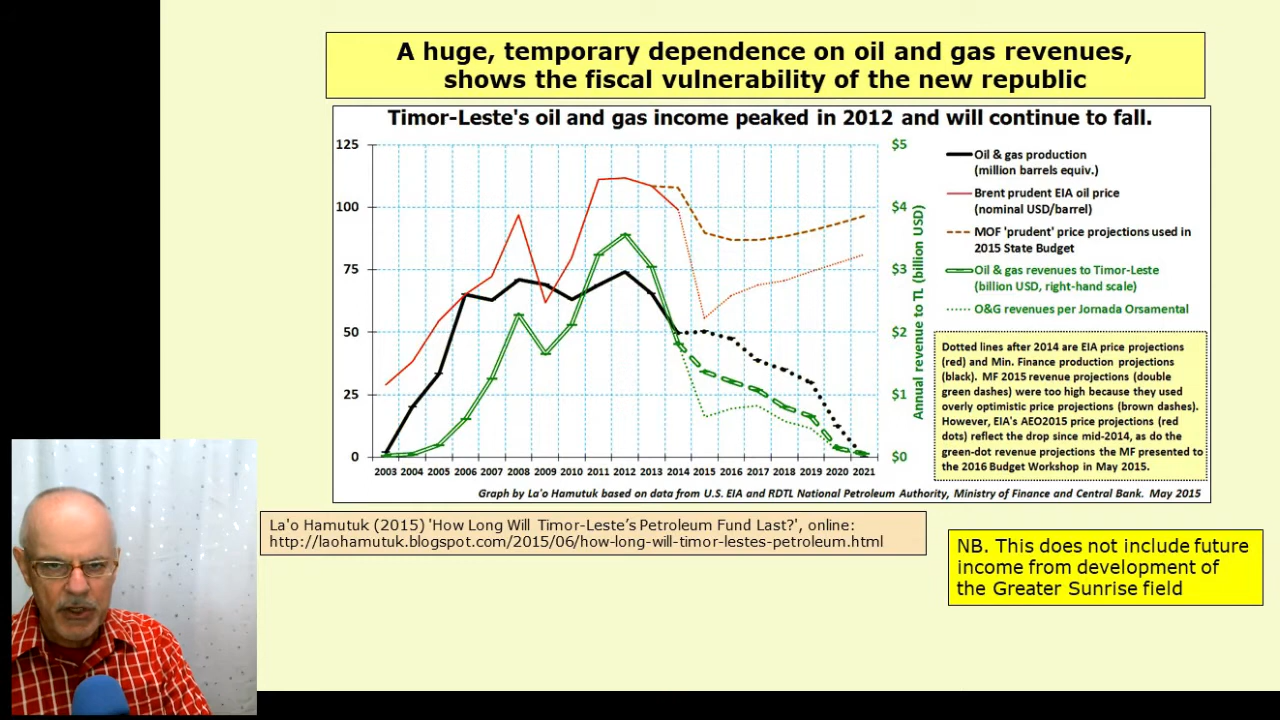 A huge, temporary dependence on oil and gas revenues,
shows the fiscal vulnerability of the new republic
Timor-Leste's oil and gas income peaked in 2012 and will continue to fall.
125
100
75
50
25
0
$5
$4
$3
$2
$1
$0
Annual revenue to TL (billion USD)
2003 2004 2005 2006 2007 2008 2009 2010 2011 2012 2013 2014 2015 2016 2017 2018 2019 2020 2021
Oil & gas production
(million barrels equiv.)
Brent prudent EIA oil price
(nominal USD/barrel)
MOF 'prudent' price projections used in
2015 State Budget
Oil & gas revenues to Timor-Leste
(billion USD, right-hand scale)
O&G revenues per Jornada Orsamental
Dotted lines after 2014 are EIA price projections
(red) and Min. Finance production projections
(black). MF 2015 revenue projections (double
green dashes) were too high because they used
overly optimistic price projections (brown dashes).
However, EIA's AEO2015 price projections (red
dots) reflect the drop since mid-2014, as do the
green-dot revenue projections the MF presented to
the 2016 Budget Workshop in May 2015.
Graph by La'o Hamutuk based on data from U.S. EIA and RDTL National Petroleum Authority, Ministry of Finance and Central Bank. May 2015
La'o Hamutuk (2015) 'How Long Will Timor-Leste’s Petroleum Fund Last?', online:
http://laohamutuk.blogspot.com/2015/06/how-long-will-timor-lestes-petroleum.html
NB. This does not include future
income from development of
the Greater Sunrise field